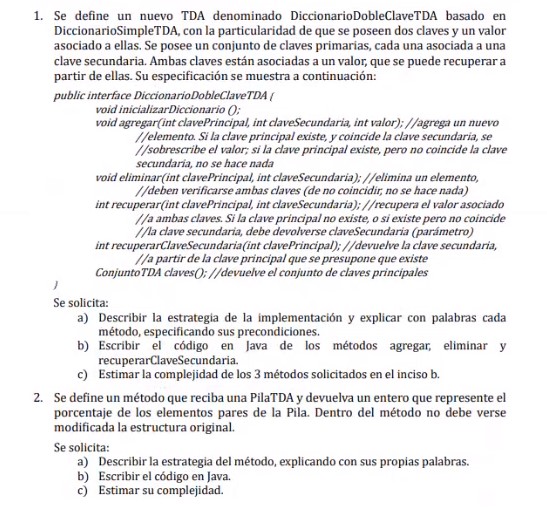 1. Se define un nuevo TDA denominado DiccionarioDobleClaveTDA basado en
DiccionarioSimpleTDA, con la particularidad de que se poseen dos claves y un valor
asociado a ellas. Se posee un conjunto de claves primarias, cada una asociada a una
clave secundaria. Ambas claves están asociadas a un valor, que se puede recuperar a
partir de ellas. Su especificación se muestra a continuación:
public interface DiccionarioDobleClaveTDA {
void inicializarDiccionario ();
void agregar(int clavePrincipal, int claveSecundaria, int valor); //agrega un nuevo
//elemento. Si la clave principal existe, y coincide la clave secundaria, se
//sobrescribe el valor; si la clave principal existe, pero no coincide la clave
secundaria, no se hace nada
void eliminar(int clavePrincipal, int claveSecundaria); //elimina un elemento,
//deben verificarse ambas claves (de no coincidir, no se hace nada)
int recuperar(int clavePrincipal, int claveSecundaria); //recupera el valor asociado
//a ambas claves. Si la clave principal no existe, o si existe pero no coincide
//la clave secundaria, debe devolverse claveSecundaria (parámetro)
int recuperarClaveSecundaria(int clavePrincipal); //devuelve la clave secundaria,
//a partir de la clave principal que se presupone que existe
ConjuntoTDA claves(); //devuelve el conjunto de claves principales
}
Se solicita:
a) Describir la estrategia de la implementación y explicar con palabras cada
método, especificando sus precondiciones.
b) Escribir el código en Java de los métodos agregar, eliminar y
recuperarClaveSecundaria.
c) Estimar la complejidad de los 3 métodos solicitados en el inciso b.
2. Se define un método que reciba una PilaTDA y devuelva un entero que represente el
porcentaje de los elementos pares de la Pila. Dentro del método no debe verse
modificada la estructura original.
Se solicita:
a) Describir la estrategia del método, explicando con sus propias palabras.
b) Escribir el código en Java.
c) Estimar su complejidad.